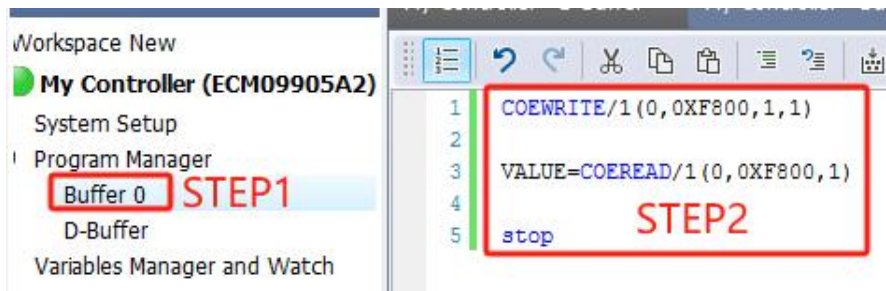 Workspace New
My Controller (ECM09905A2)
System Setup
Program Manager
Buffer 0 STEP1
D-Buffer
Variables Manager and Watch
1 COEWRITE/1(0,0XF800,1,1)
2
3 VALUE=COEREAD/1(0,0XF800,1)
4
5 stop
STEP2